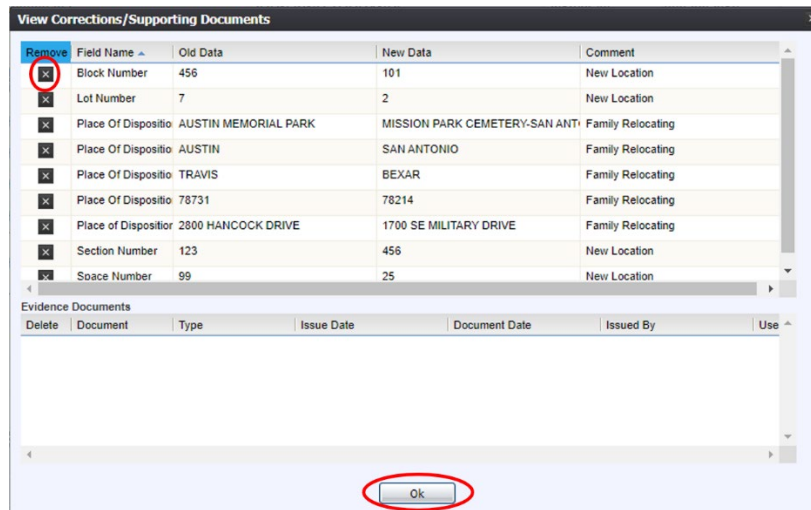 View Corrections/Supporting Documents
Remove Field Name Old Data New Data Comment
Block Number 456 101 New Location
Lot Number 7 2 New Location
Place Of Dispositio AUSTIN MEMORIAL PARK MISSION PARK CEMETERY-SAN ANT Family Relocating
Place Of Dispositio AUSTIN SAN ANTONIO Family Relocating
Place Of Dispositio TRAVIS BEXAR Family Relocating
Place Of Dispositio 78731 78214 Family Relocating
Place of Disposition 2800 HANCOCK DRIVE 1700 SE MILITARY DRIVE Family Relocating
Section Number 123 456 New Location
Space Number 99 25 New Location
Evidence Documents
Delete Document Type Issue Date Document Date Issued By Use
Ok